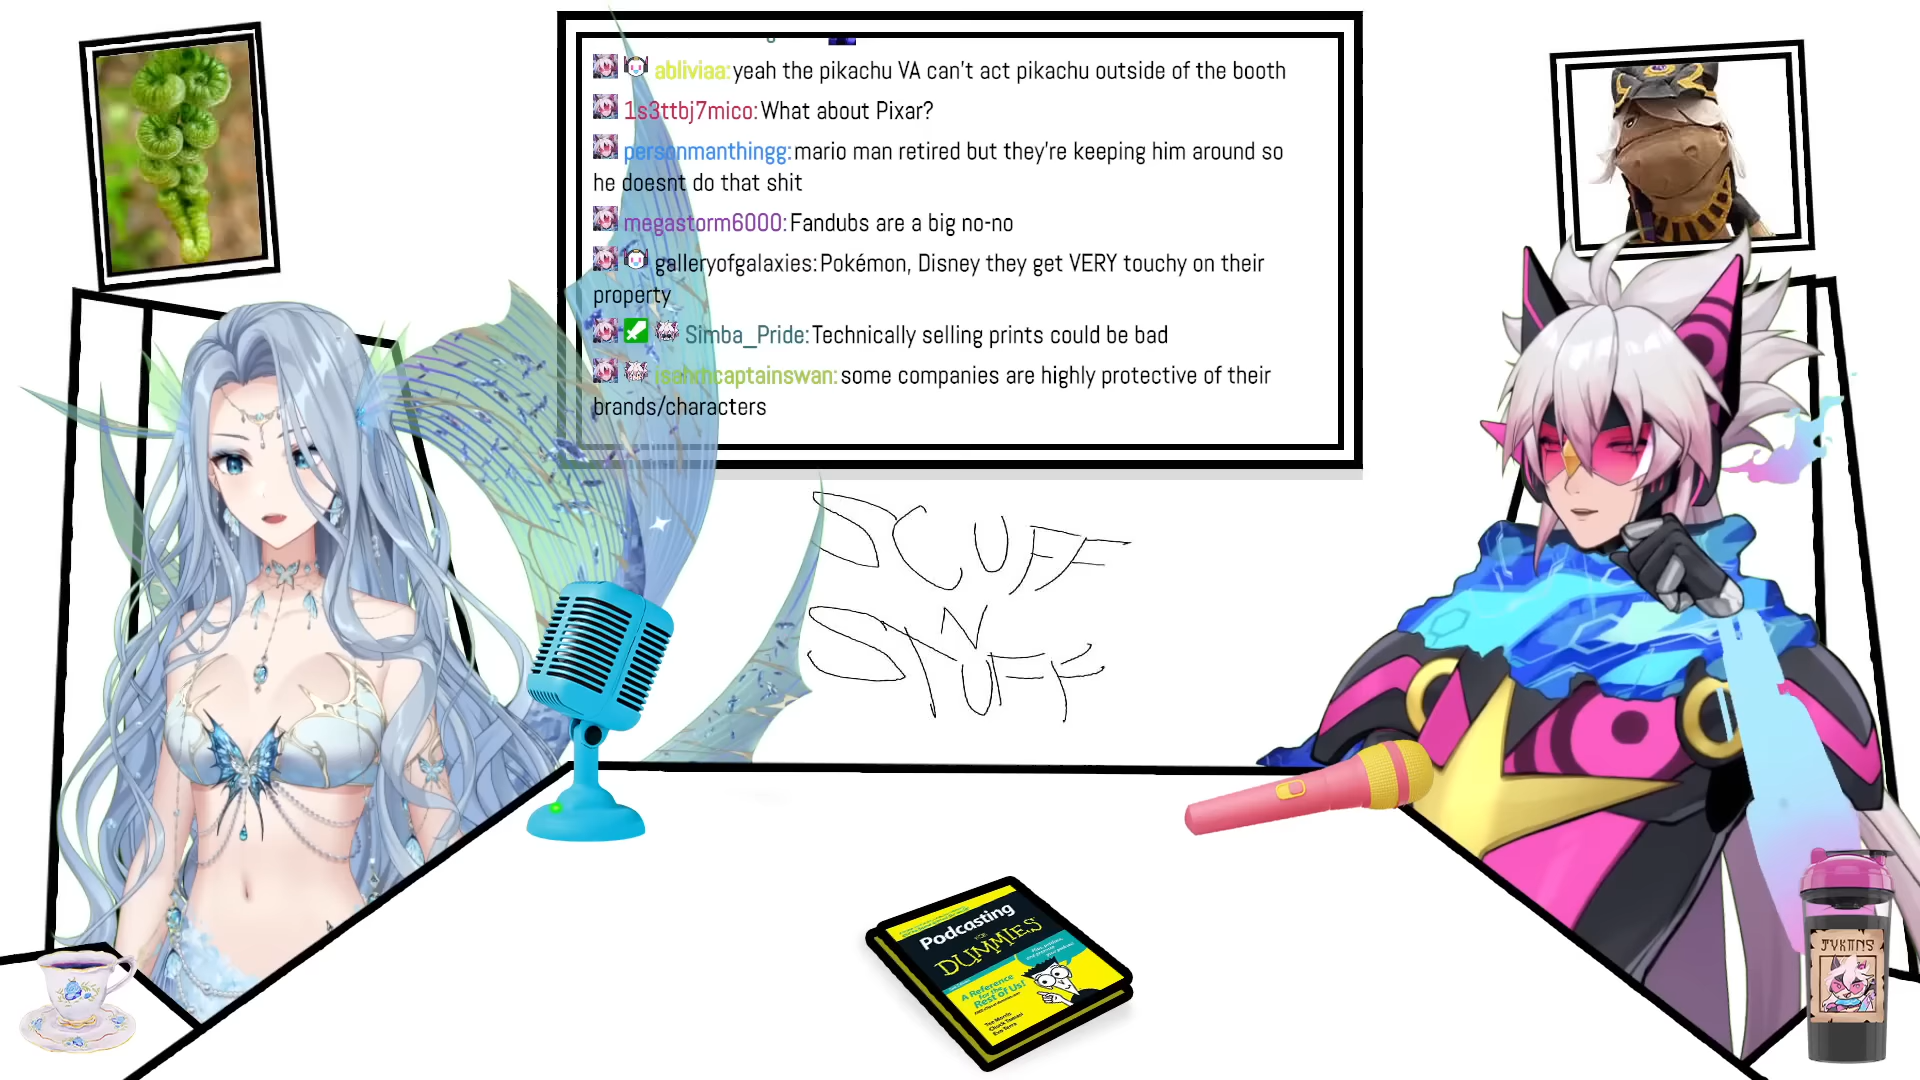 abliviaa: yeah the pikachu VA can't act pikachu outside of the booth
1s3ttbj7mico: What about Pixar?
personmanthingg: mario man retired but they're keeping him around so
he doesnt do that shit
megastorm6000: Fandubs are a big no-no
galleryofgalaxies: Pokémon, Disney they get VERY touchy on their
property
Simba_Pride: Technically selling prints could be bad
isahrhcaptainswan: some companies are highly protective of their
brands/characters
SCUFF
N
STUFF
Podcasting
FOR
DUMMIES
A Reference
for the
Rest of Us!